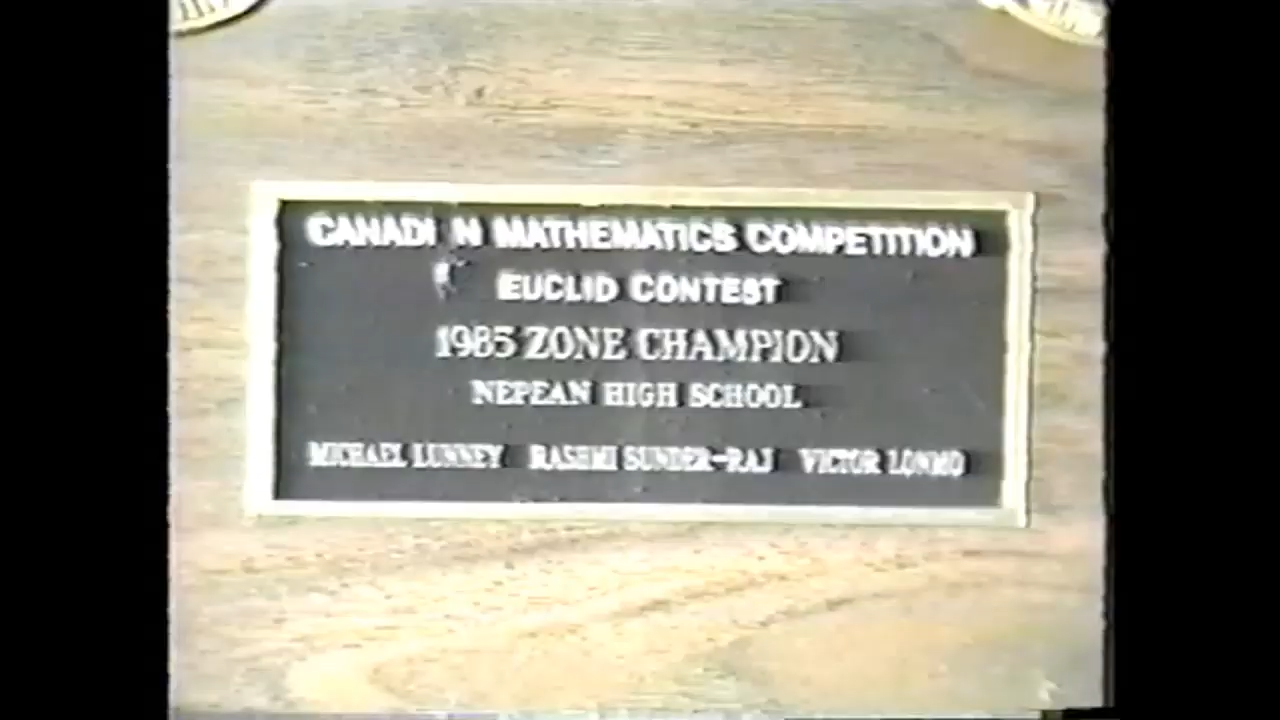 CANADI N MATHEMATICS COMPETITION
EUCLID CONTEST
1985 ZONE CHAMPION
NEPEAN HIGH SCHOOL
MICHAEL LUNNEY RASHMI SUNDER-RAJ VICTOR LONMO